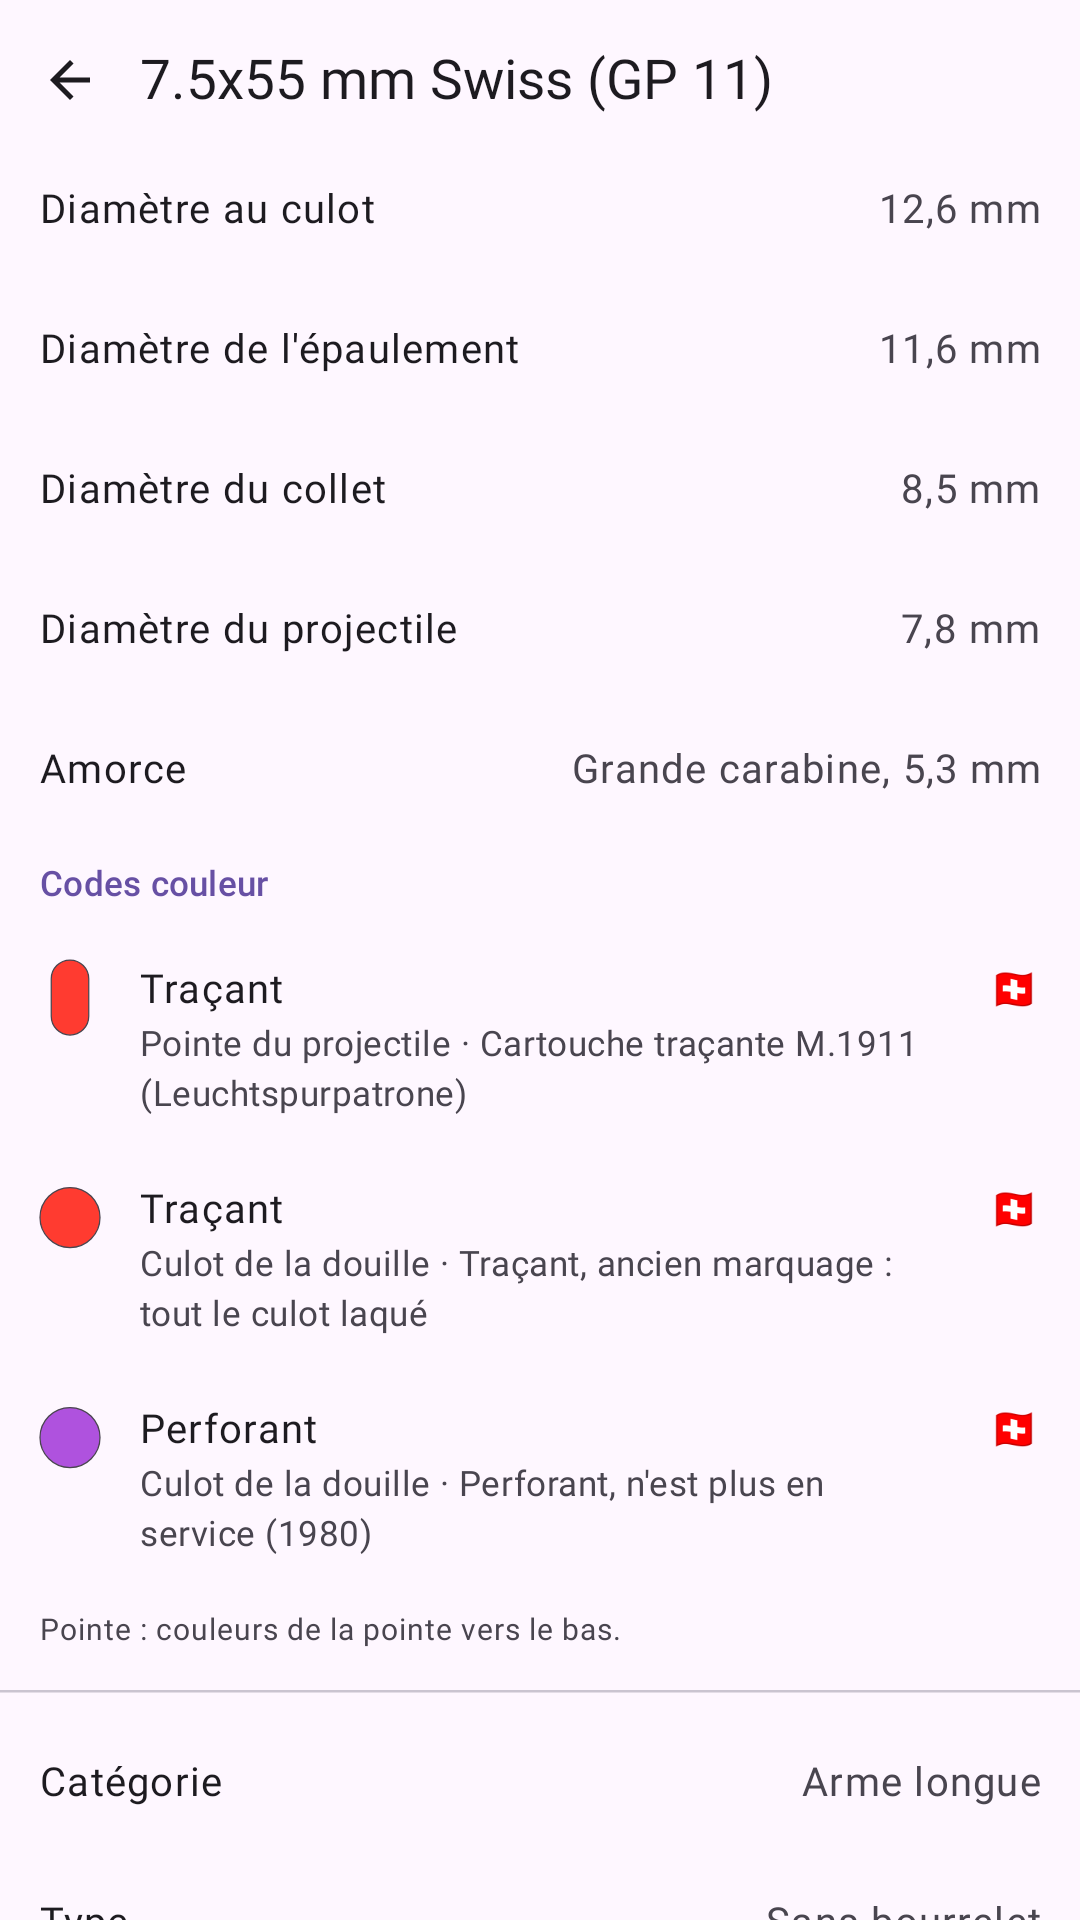 7.5x55 mm Swiss (GP 11)
Diamètre au culot 12,6 mm
Diamètre de l'épaulement 11,6 mm
Diamètre du collet 8,5 mm
Diamètre du projectile 7,8 mm
Amorce Grande carabine, 5,3 mm
Codes couleur
Traçant
Pointe du projectile · Cartouche traçante M.1911
(Leuchtspurpatrone)
Traçant
Culot de la douille · Traçant, ancien marquage :
tout le culot laqué
Perforant
Culot de la douille · Perforant, n'est plus en
service (1980)
Pointe : couleurs de la pointe vers le bas.
Catégorie Arme longue
Type Sans bourrelet